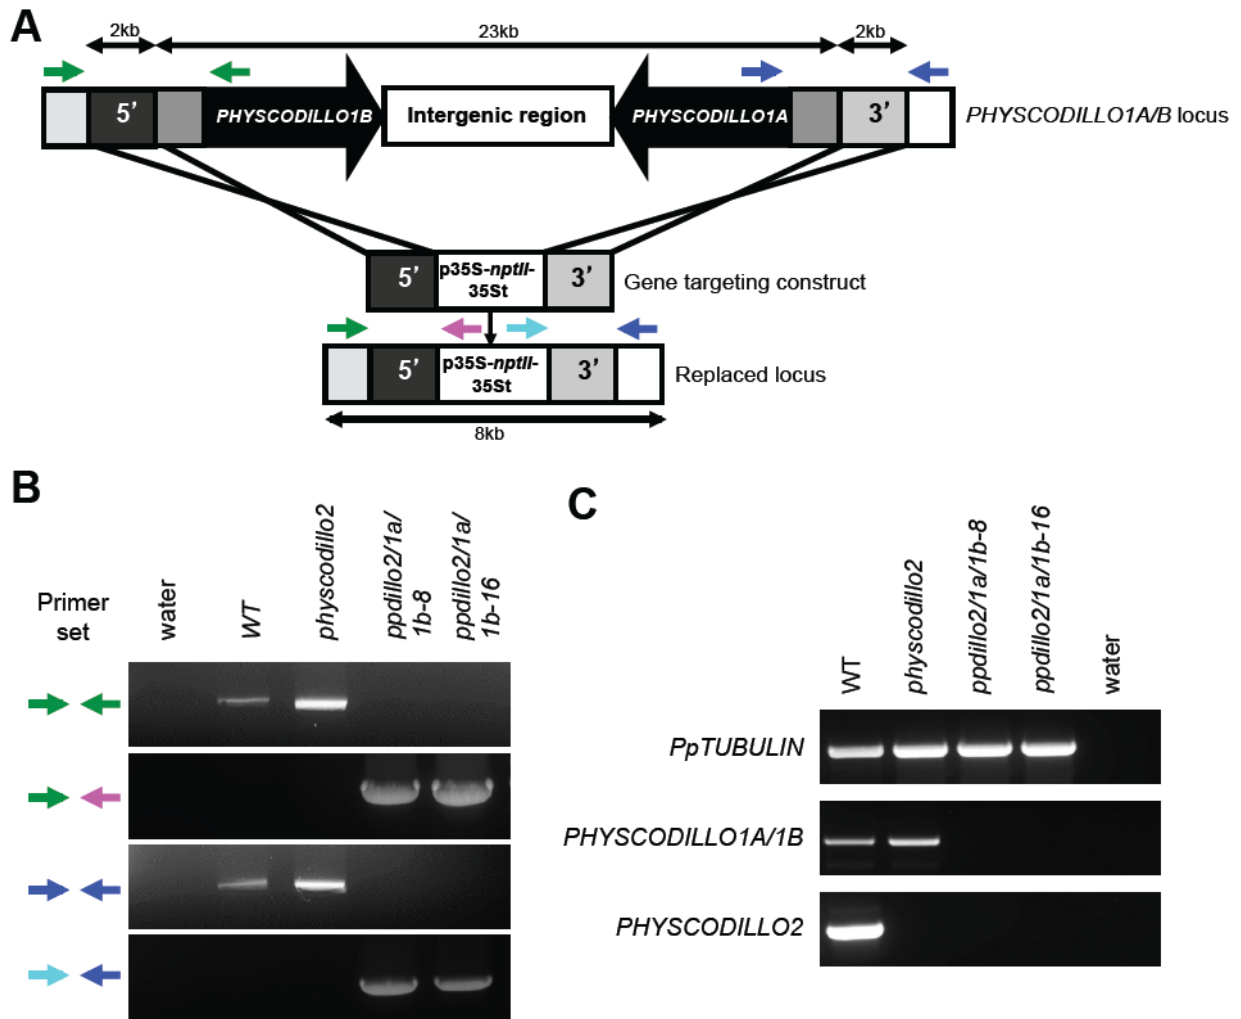 A
2kb
23kb
2kb
5’
PHYSCODILLO1B
Intergenic region
PHYSCODILLO1A
3’
PHYSCODILLO1A/B locus
5’
p35S-nptII-
35St
3’
Gene targeting construct
5’
p35S-nptII-
35St
3’
Replaced locus
8kb
B
Primer
set
water
WT
physcodillo2
ppdillo2/1a/
1b-8
ppdillo2/1a/
1b-16
C
WT
physcodillo2
ppdillo2/1a/1b-8
ppdillo2/1a/1b-16
water
PpTUBULIN
PHYSCODILLO1A/1B
PHYSCODILLO2